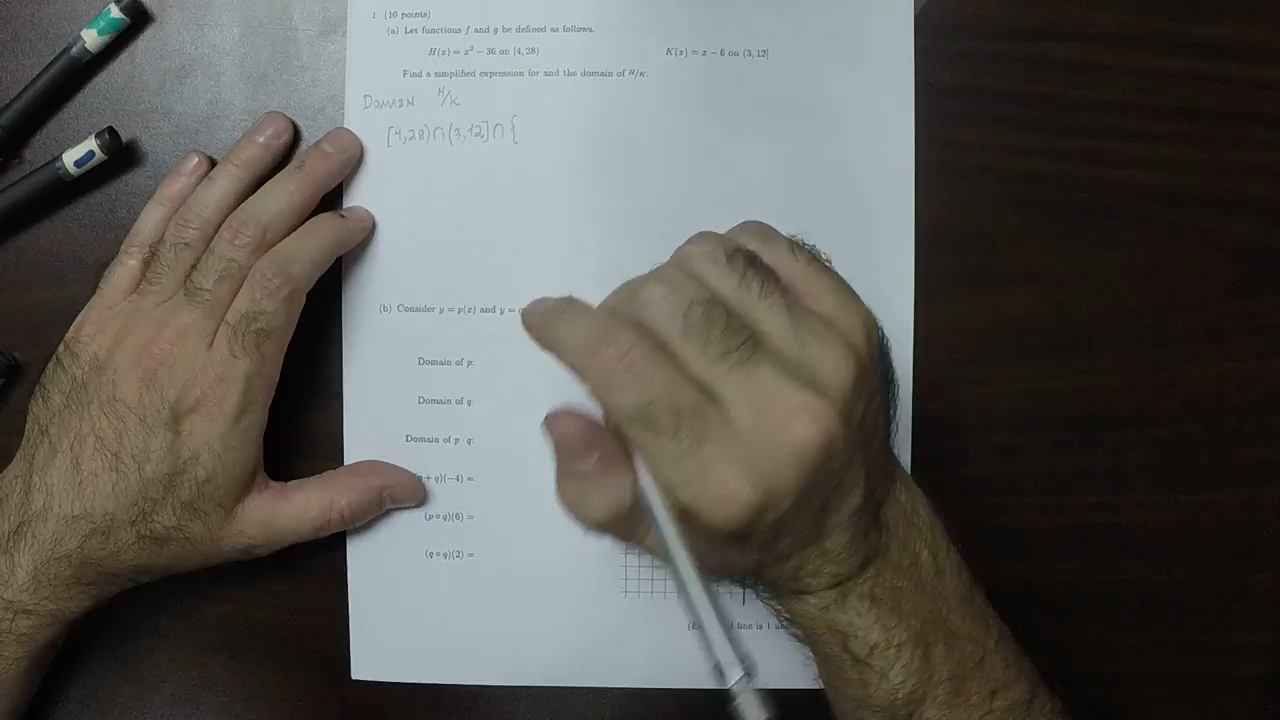 1. (10 points)
(a) Let functions f and g be defined as follows.
H(x) = x² − 36 on [4, 28)
K(x) = x − 6 on (3, 12]
Find a simplified expression for and the domain of H/K.
DOMAIN H/K
[4,28)∩(3,12]∩{
(b) Consider y = p(x) and y =
Domain of p:
Domain of q:
Domain of p · q:
+ q)(−4) =
(p ∘ q)(6) =
(q ∘ q)(2) =
line is 1